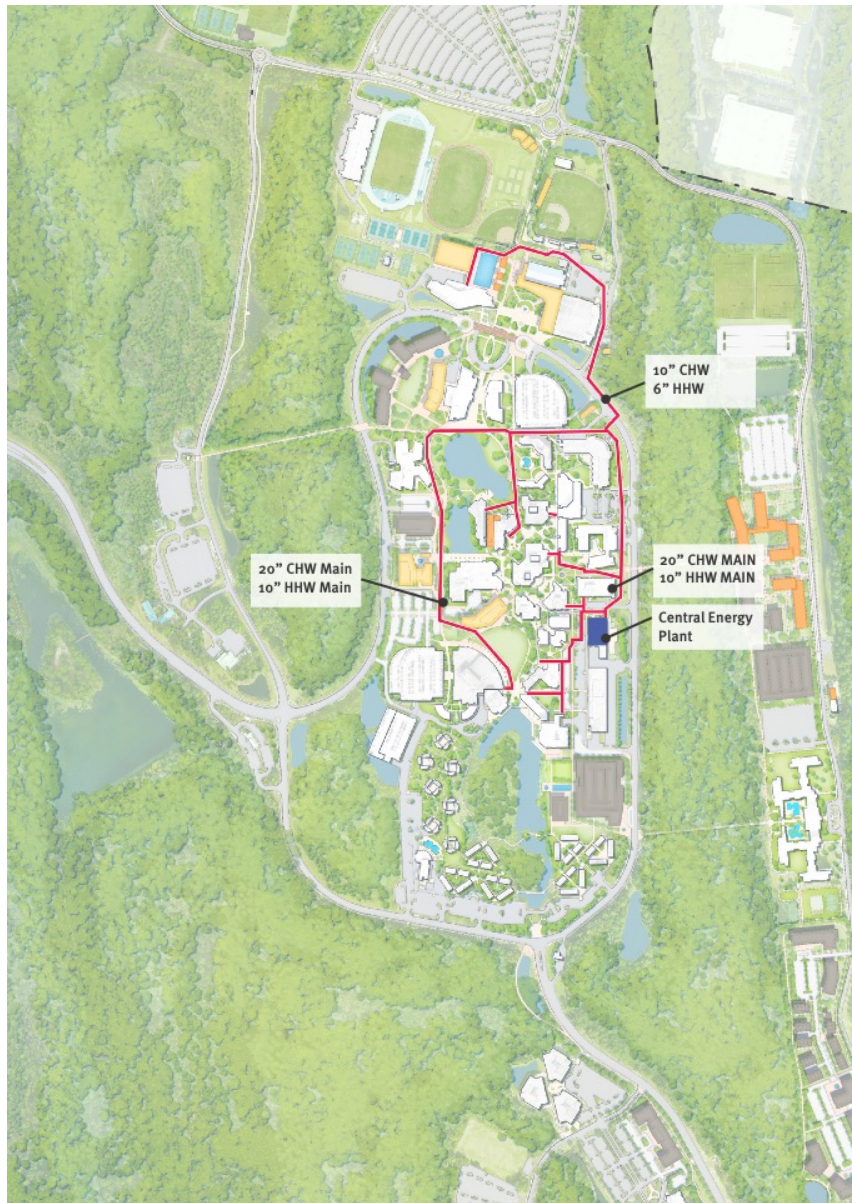 10” CHW
6” HHW
20” CHW Main
10” HHW Main
20” CHW MAIN
10” HHW MAIN
Central Energy
Plant